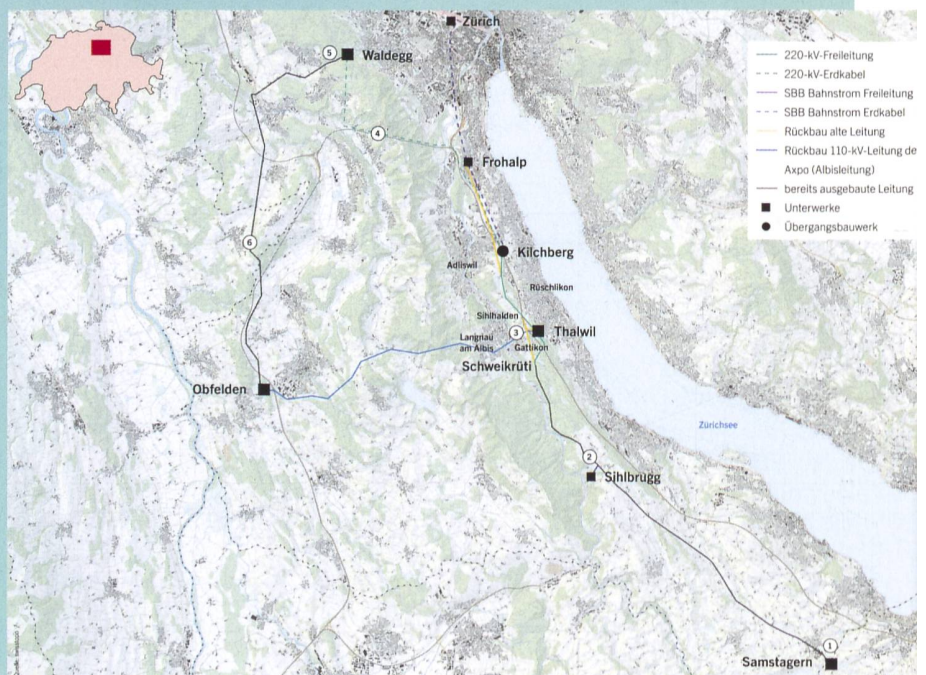 Zürich
5
Waldegg
4
Frohalp
6
Kilchberg
Adliswil
Rüschlikon
Sihlhalden
3
Thalwil
Langnau
am Albis
Gattikon
Schweikrüti
Obfelden
Zürichsee
2
Sihlbrugg
1
Samstagern
220-kV-Freileitung
220-kV-Erdkabel
SBB Bahnstrom Freileitung
SBB Bahnstrom Erdkabel
Rückbau alte Leitung
Rückbau 110-kV-Leitung de
Axpo (Albisleitung)
bereits ausgebaute Leitung
Unterwerke
Übergangsbauwerk